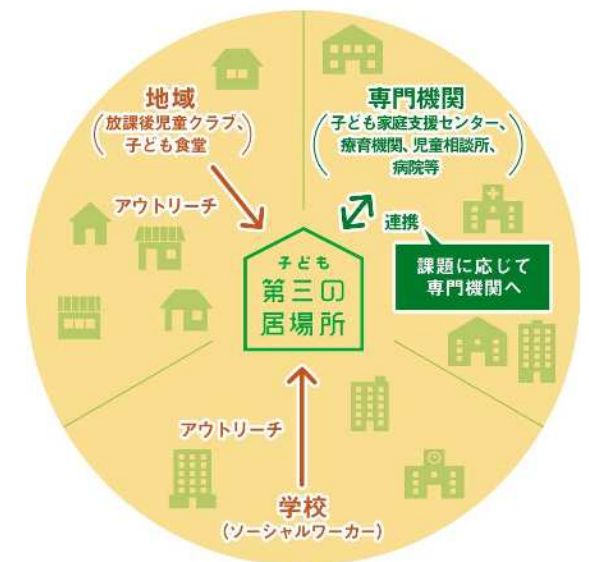 地域
(放課後児童クラブ、
子ども食堂)
アウトリーチ
専門機関
(子ども家庭支援センター、
療育機関、児童相談所、
病院等)
連携
課題に応じて
専門機関へ
子ども
第三の
居場所
アウトリーチ
学校
(ソーシャルワーカー)